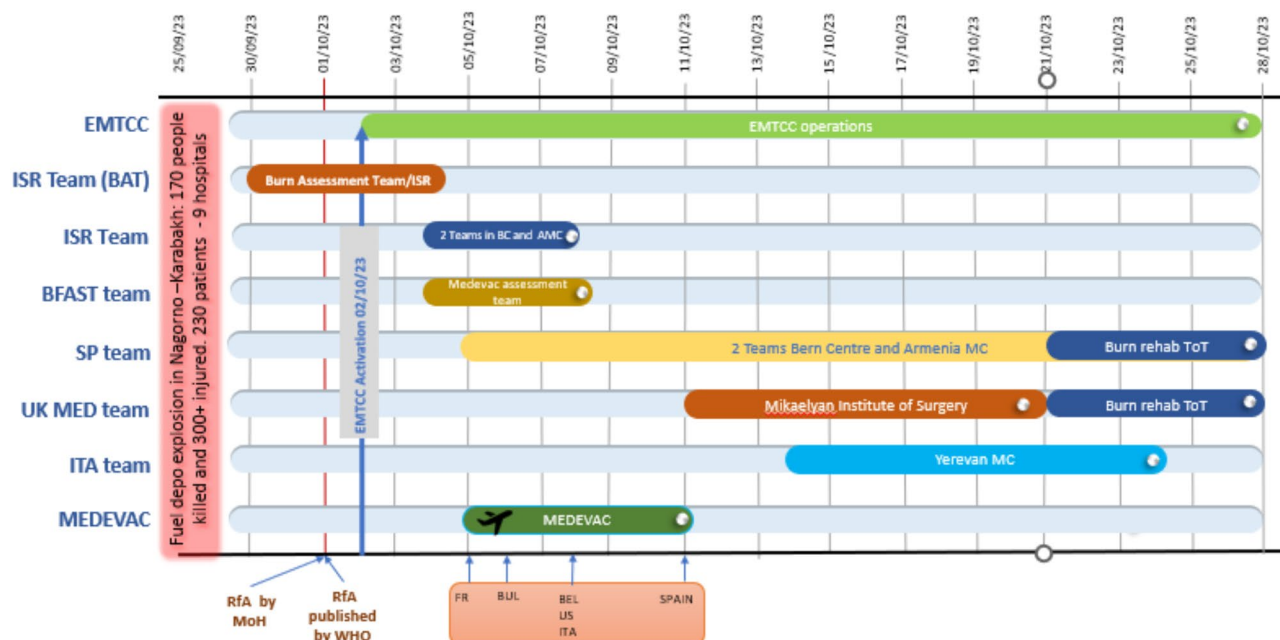 25/09/23
30/09/23
01/10/23
03/10/23
05/10/23
07/10/23
09/10/23
11/10/23
13/10/23
15/10/23
17/10/23
19/10/23
21/10/23
23/10/23
25/10/23
28/10/23
Fuel depo explosion in Nagorno –Karabakh: 170 people
killed and 300+ injured. 230 patients - 9 hospitals
EMTCC
EMTCC operations
ISR Team (BAT)
Burn Assessment Team/ISR
ISR Team
2 Teams in BC and AMC
EMTCC Activation 02/10/23
BFAST team
Medevac assessment
team
SP team
2 Teams Bern Centre and Armenia MC
Burn rehab ToT
UK MED team
Mikaelyan Institute of Surgery
Burn rehab ToT
ITA team
Yerevan MC
MEDEVAC
MEDEVAC
RfA by
MoH
RfA
published
by WHO
FR
BUL
BEL
US
ITA
SPAIN